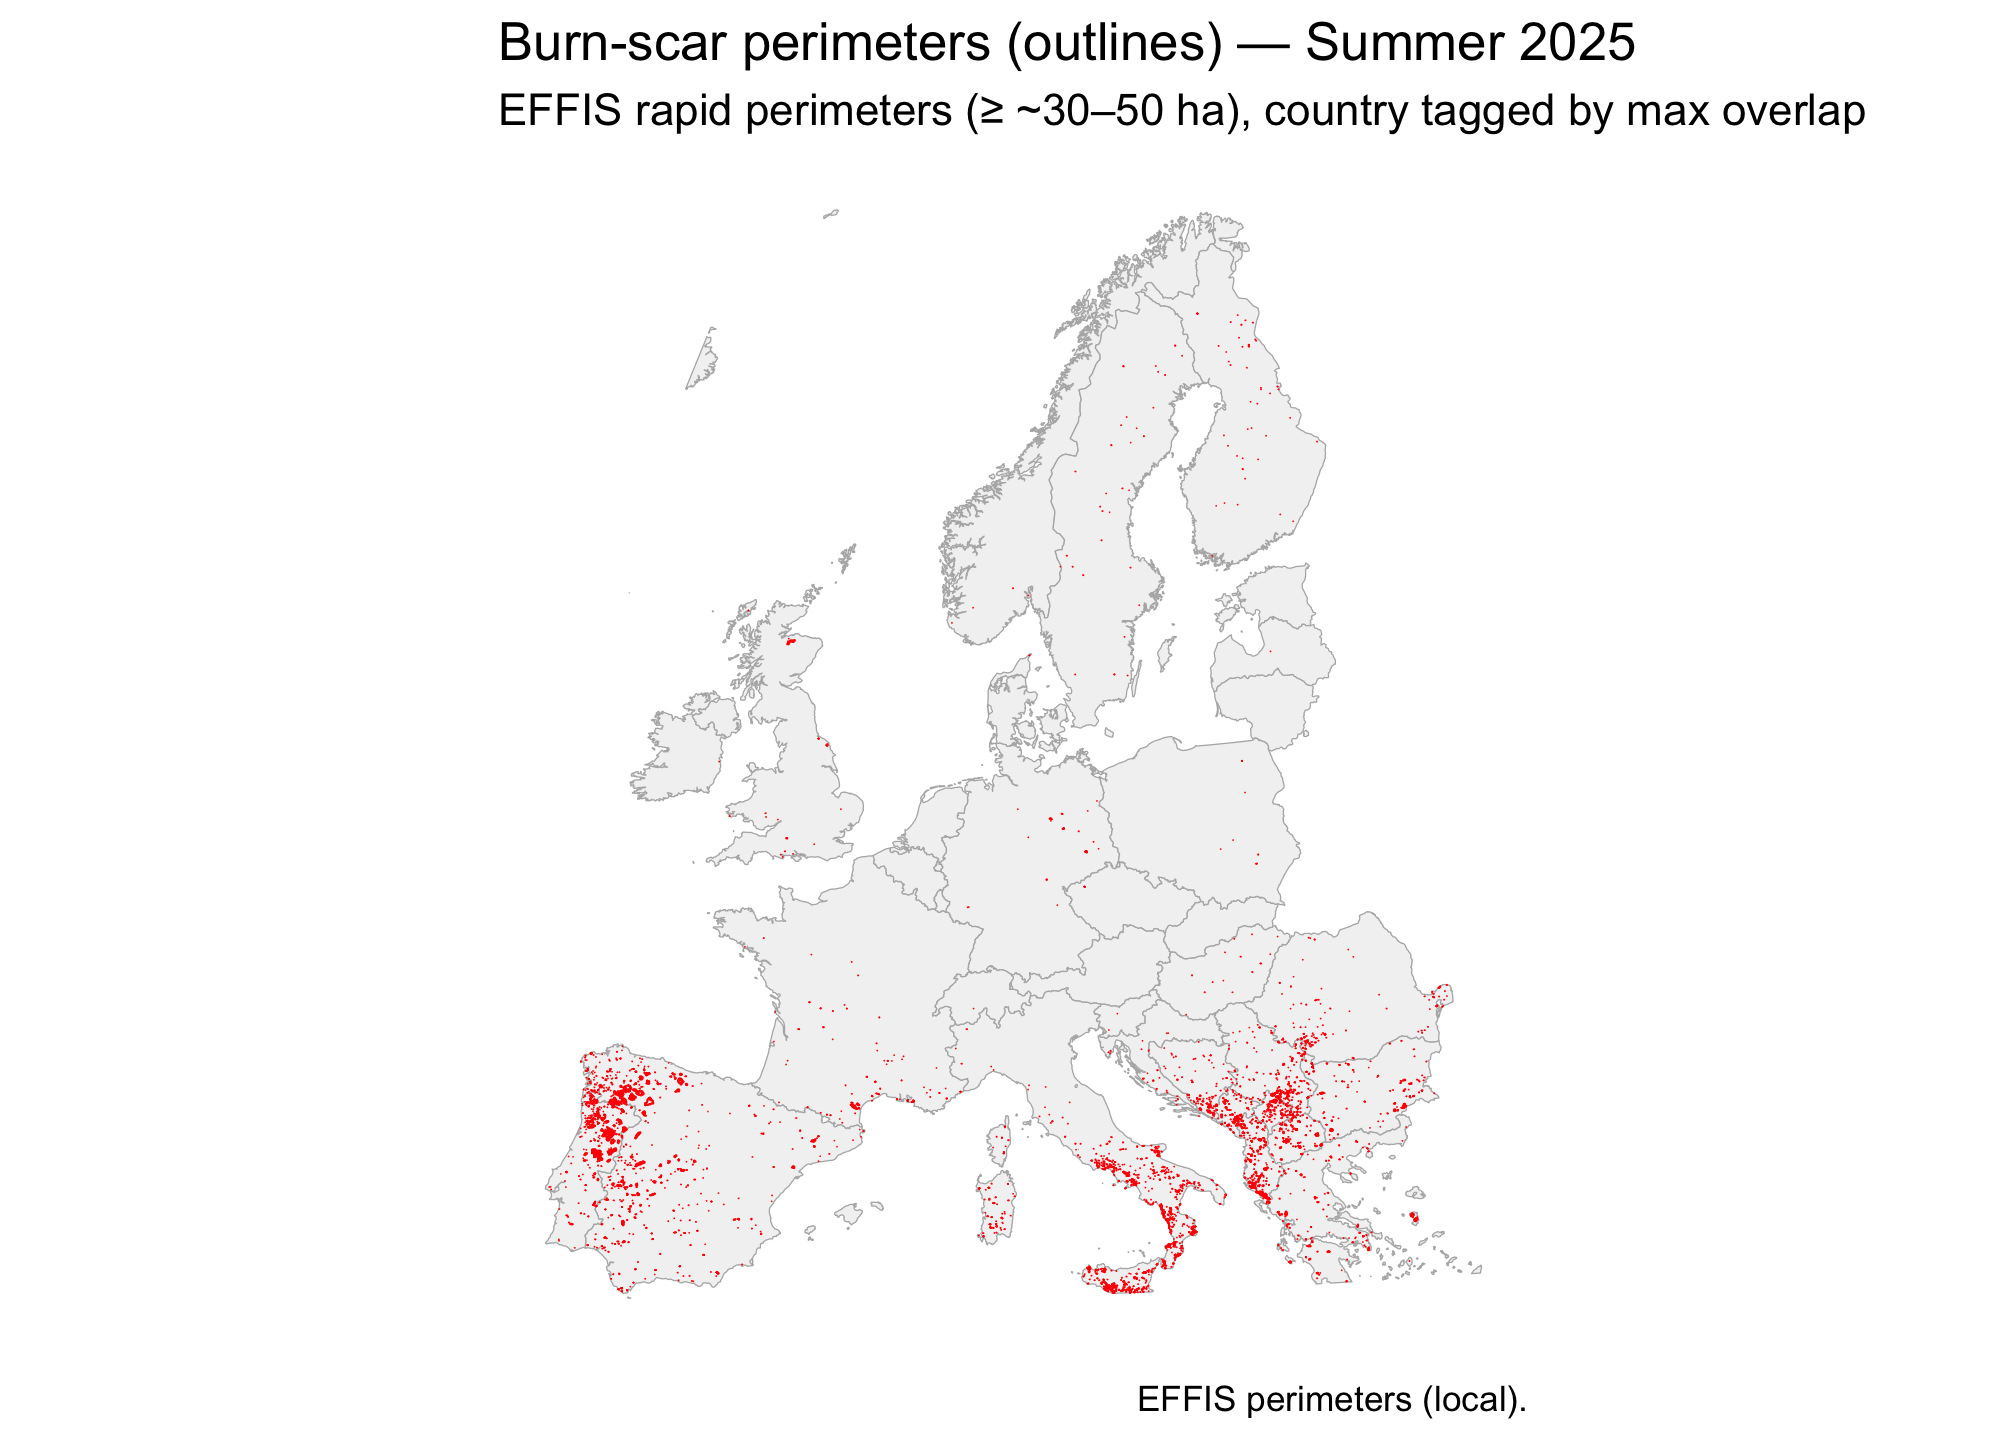 Burn-scar perimeters (outlines) — Summer 2025
EFFIS rapid perimeters (≥ ~30–50 ha), country tagged by max overlap
EFFIS perimeters (local).